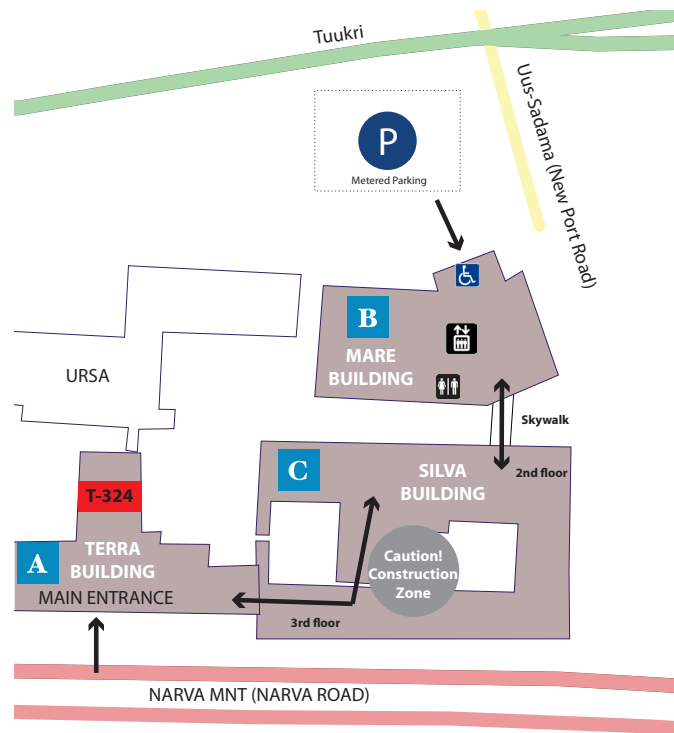 Tuukri
Uus-Sadama (New Port Road)
P
Metered Parking
B
MARE
BUILDING
URSA
Skywalk
C
SILVA
BUILDING
2nd floor
T-324
A
TERRA
BUILDING
MAIN ENTRANCE
Caution!
Construction
Zone
3rd floor
NARVA MNT (NARVA ROAD)